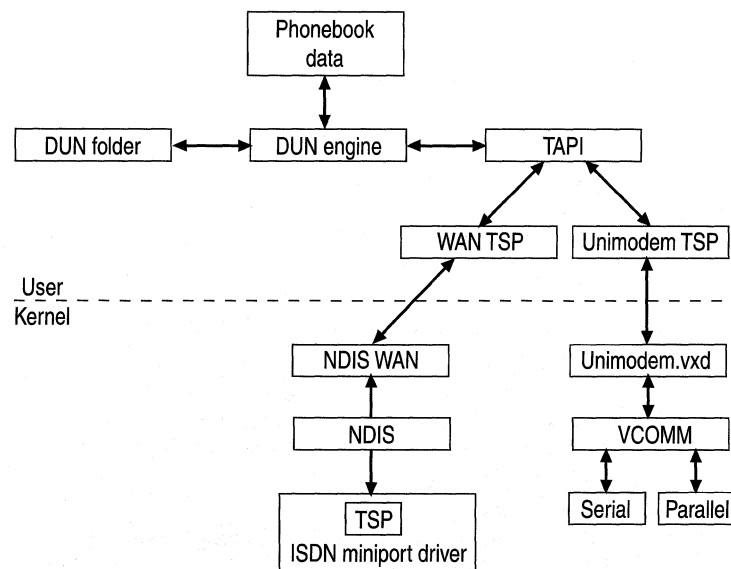 Phonebook
data
DUN folder
DUN engine
TAPI
WAN TSP
Unimodem TSP
User
Kernel
NDIS WAN
Unimodem.vxd
NDIS
VCOMM
TSP
ISDN miniport driver
Serial
Parallel